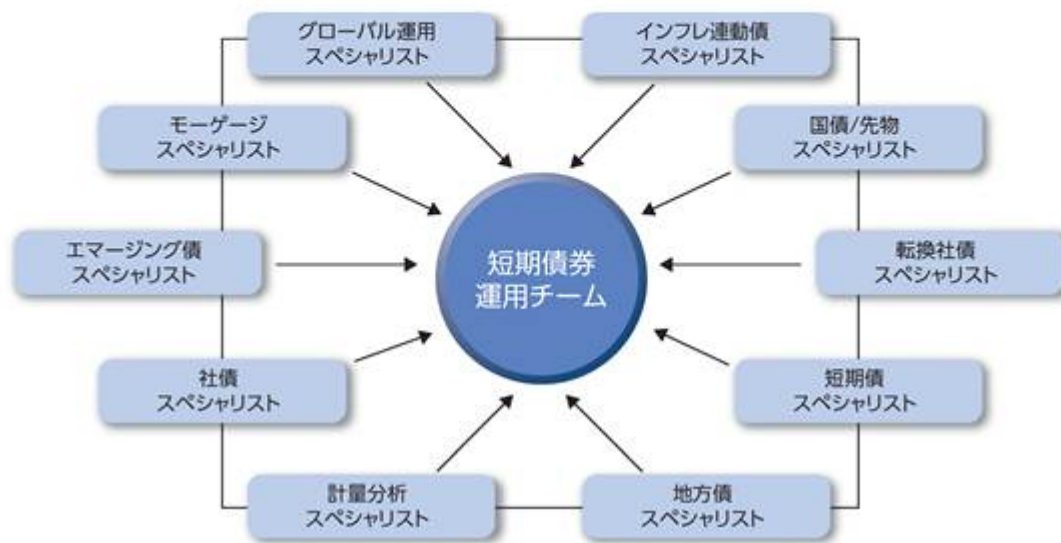 グローバル運用
スペシャリスト
インフレ連動債
スペシャリスト
モーゲージ
スペシャリスト
国債/先物
スペシャリスト
エマージング債
スペシャリスト
短期債券
運用チーム
転換社債
スペシャリスト
社債
スペシャリスト
短期債
スペシャリスト
計量分析
スペシャリスト
地方債
スペシャリスト